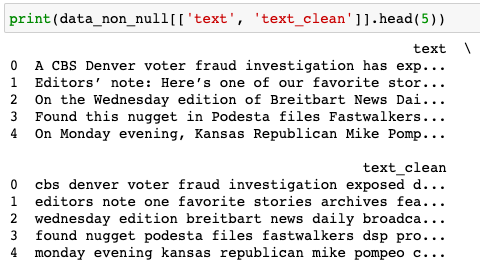 print(data_non_null[['text', 'text_clean']].head(5))
text \
0 A CBS Denver voter fraud investigation has exp...
1 Editors’ note: Here’s one of our favorite stor...
2 On the Wednesday edition of Breitbart News Dai...
3 Found this nugget in Podesta files Fastwalkers...
4 On Monday evening, Kansas Republican Mike Pomp...
text_clean
0 cbs denver voter fraud investigation exposed d...
1 editors note one favorite stories archives fea...
2 wednesday edition breitbart news daily broadca...
3 found nugget podesta files fastwalkers dsp pro...
4 monday evening kansas republican mike pompeo c...